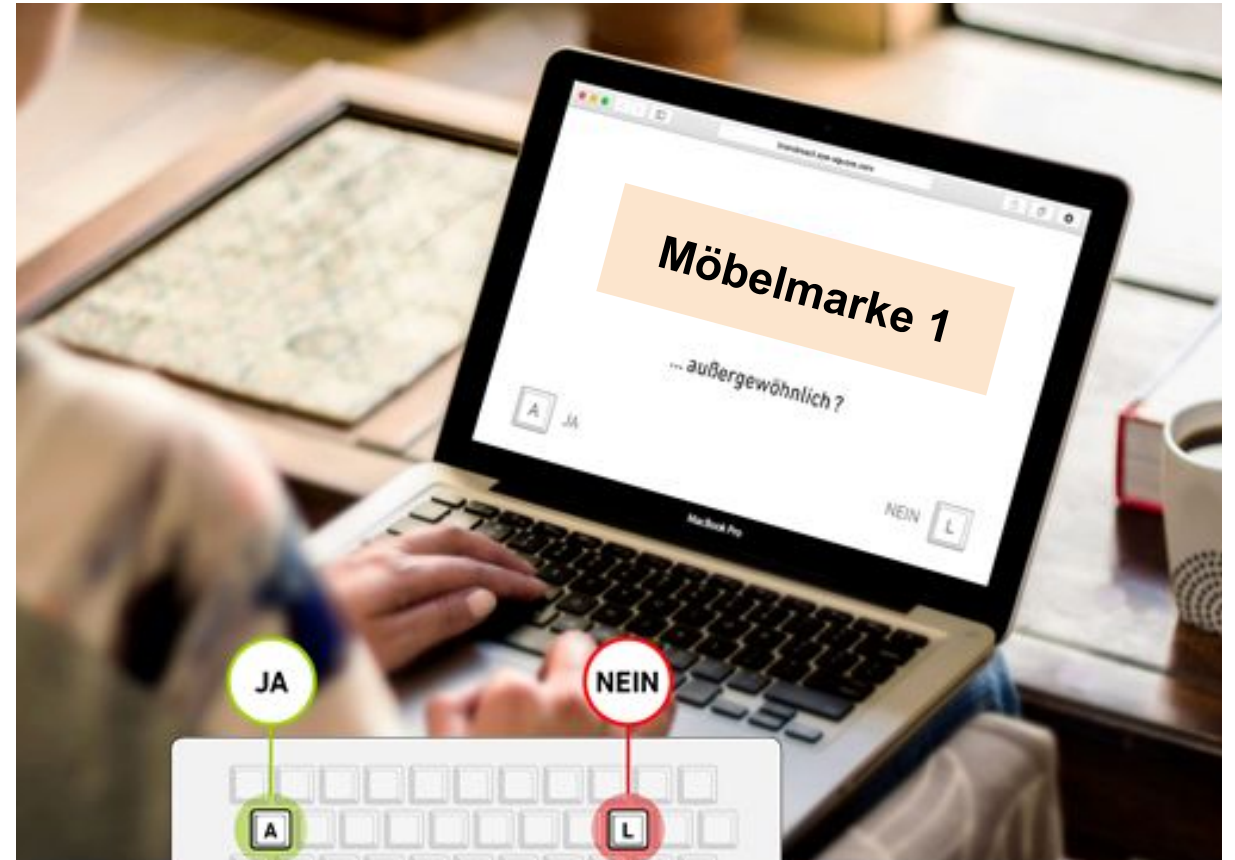 Möbelmarke 1
... außergewöhnlich ?
A JA
NEIN L
MacBook Pro
JA
NEIN
A
L